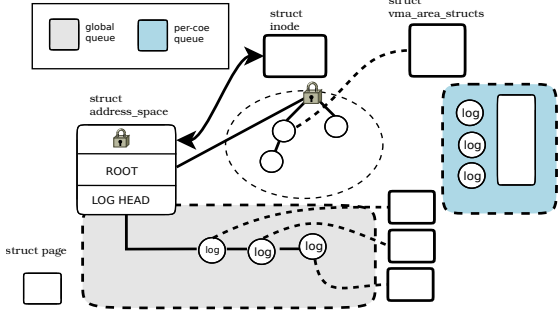 struct
vma_area_structs
struct
inode
global
queue
per-coe
queue
struct
address_space
ROOT
LOG HEAD
log
log
log
log
log
log
struct page